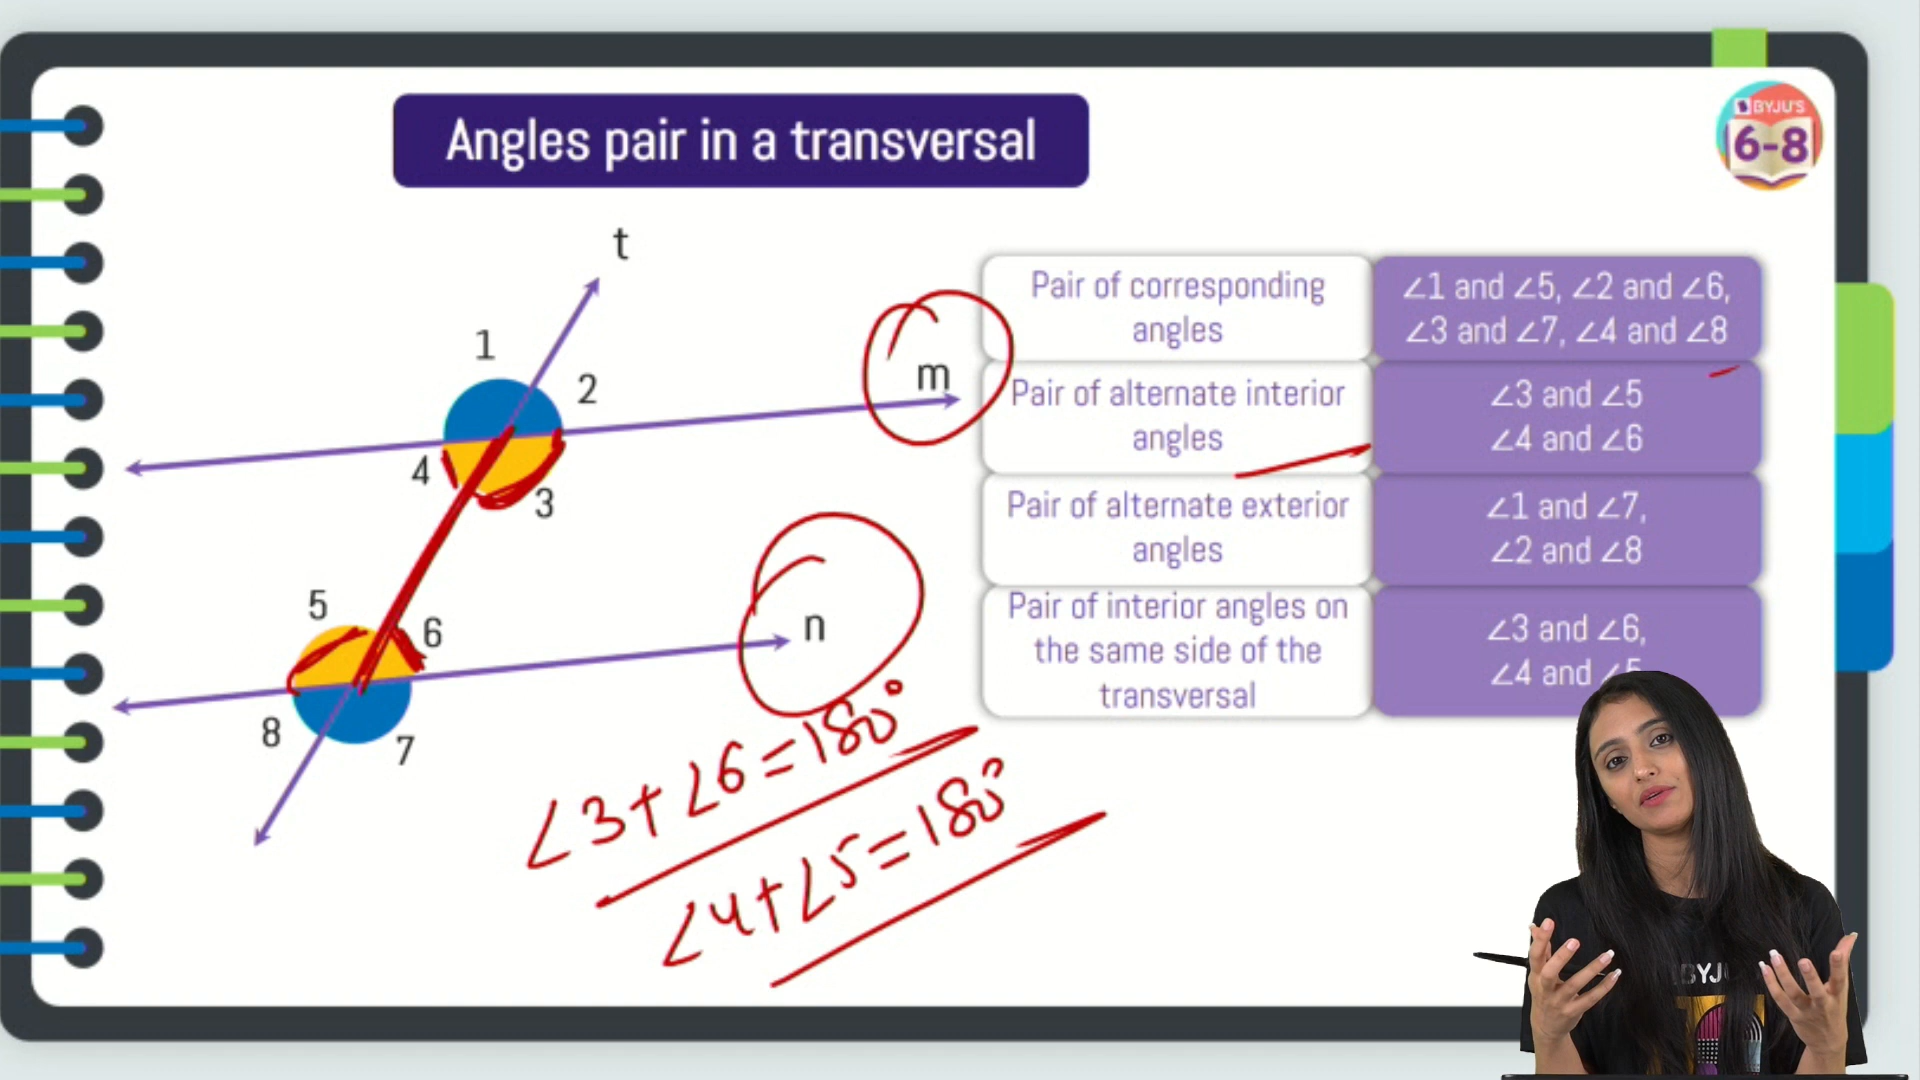 Angles pair in a transversal
BYJU'S
6-8
t
1
2
m
4
3
5
6
n
8
7
Pair of corresponding
angles
∠1 and ∠5, ∠2 and ∠6,
∠3 and ∠7, ∠4 and ∠8
Pair of alternate interior
angles
∠3 and ∠5
∠4 and ∠6
Pair of alternate exterior
angles
∠1 and ∠7,
∠2 and ∠8
Pair of interior angles on
the same side of the
transversal
∠3 and ∠6,
∠4 and ∠5
∠3+∠6=180°
∠4+∠5=180°
BYJ